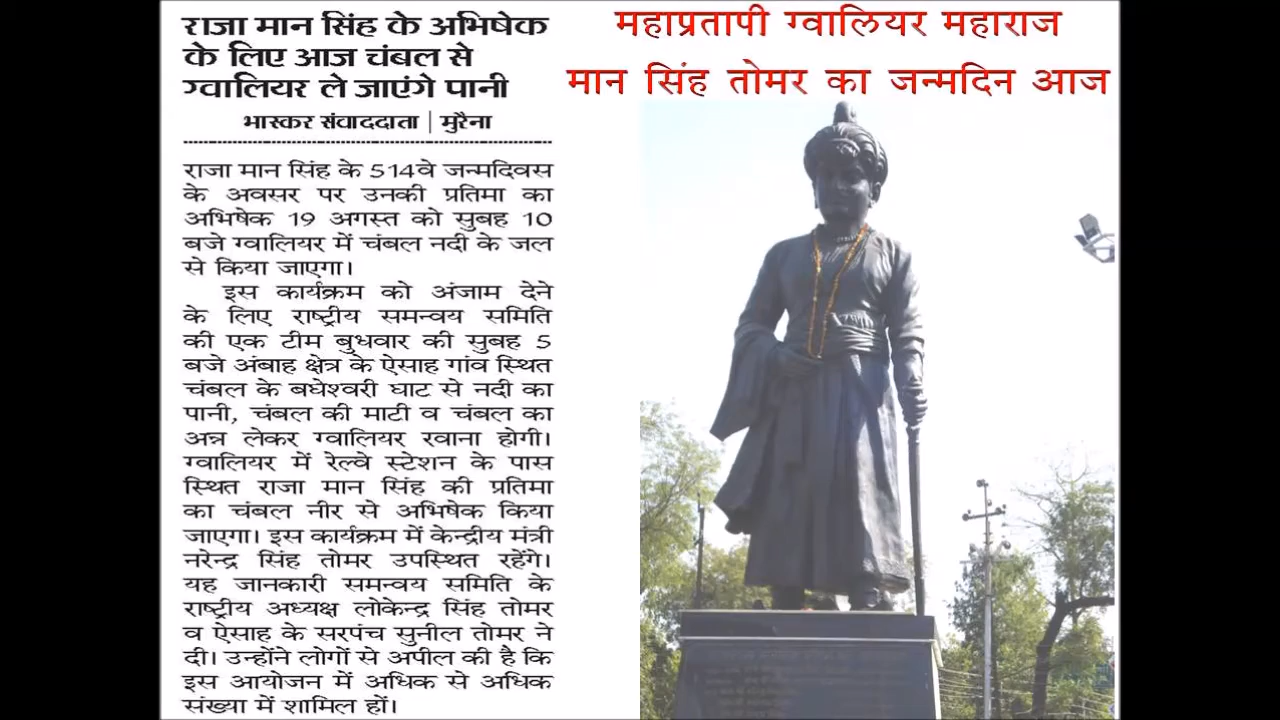 राजा मान सिंह के अभिषेक
के लिए आज चंबल से
ग्वालियर ले जाएंगे पानी
भास्कर संवाददाता | मुरैना
राजा मान सिंह के 514वे जन्मदिवस
के अवसर पर उनकी प्रतिमा का
अभिषेक 19 अगस्त को सुबह 10
बजे ग्वालियर में चंबल नदी के जल
से किया जाएगा।
इस कार्यक्रम को अंजाम देने
के लिए राष्ट्रीय समन्वय समिति
की एक टीम बुधवार की सुबह 5
बजे अंबाह क्षेत्र के ऐसाह गांव स्थित
चंबल के बधेश्वरी घाट से नदी का
पानी, चंबल की माटी व चंबल का
अन्न लेकर ग्वालियर रवाना होगी।
ग्वालियर में रेल्वे स्टेशन के पास
स्थित राजा मान सिंह की प्रतिमा
का चंबल नीर से अभिषेक किया
जाएगा। इस कार्यक्रम में केन्द्रीय मंत्री
नरेन्द्र सिंह तोमर उपस्थित रहेंगे।
यह जानकारी समन्वय समिति के
राष्ट्रीय अध्यक्ष लोकेन्द्र सिंह तोमर
व ऐसाह के सरपंच सुनील तोमर ने
दी। उन्होंने लोगों से अपील की है कि
इस आयोजन में अधिक से अधिक
संख्या में शामिल हों।
महाप्रतापी ग्वालियर महाराज
मान सिंह तोमर का जन्मदिन आज